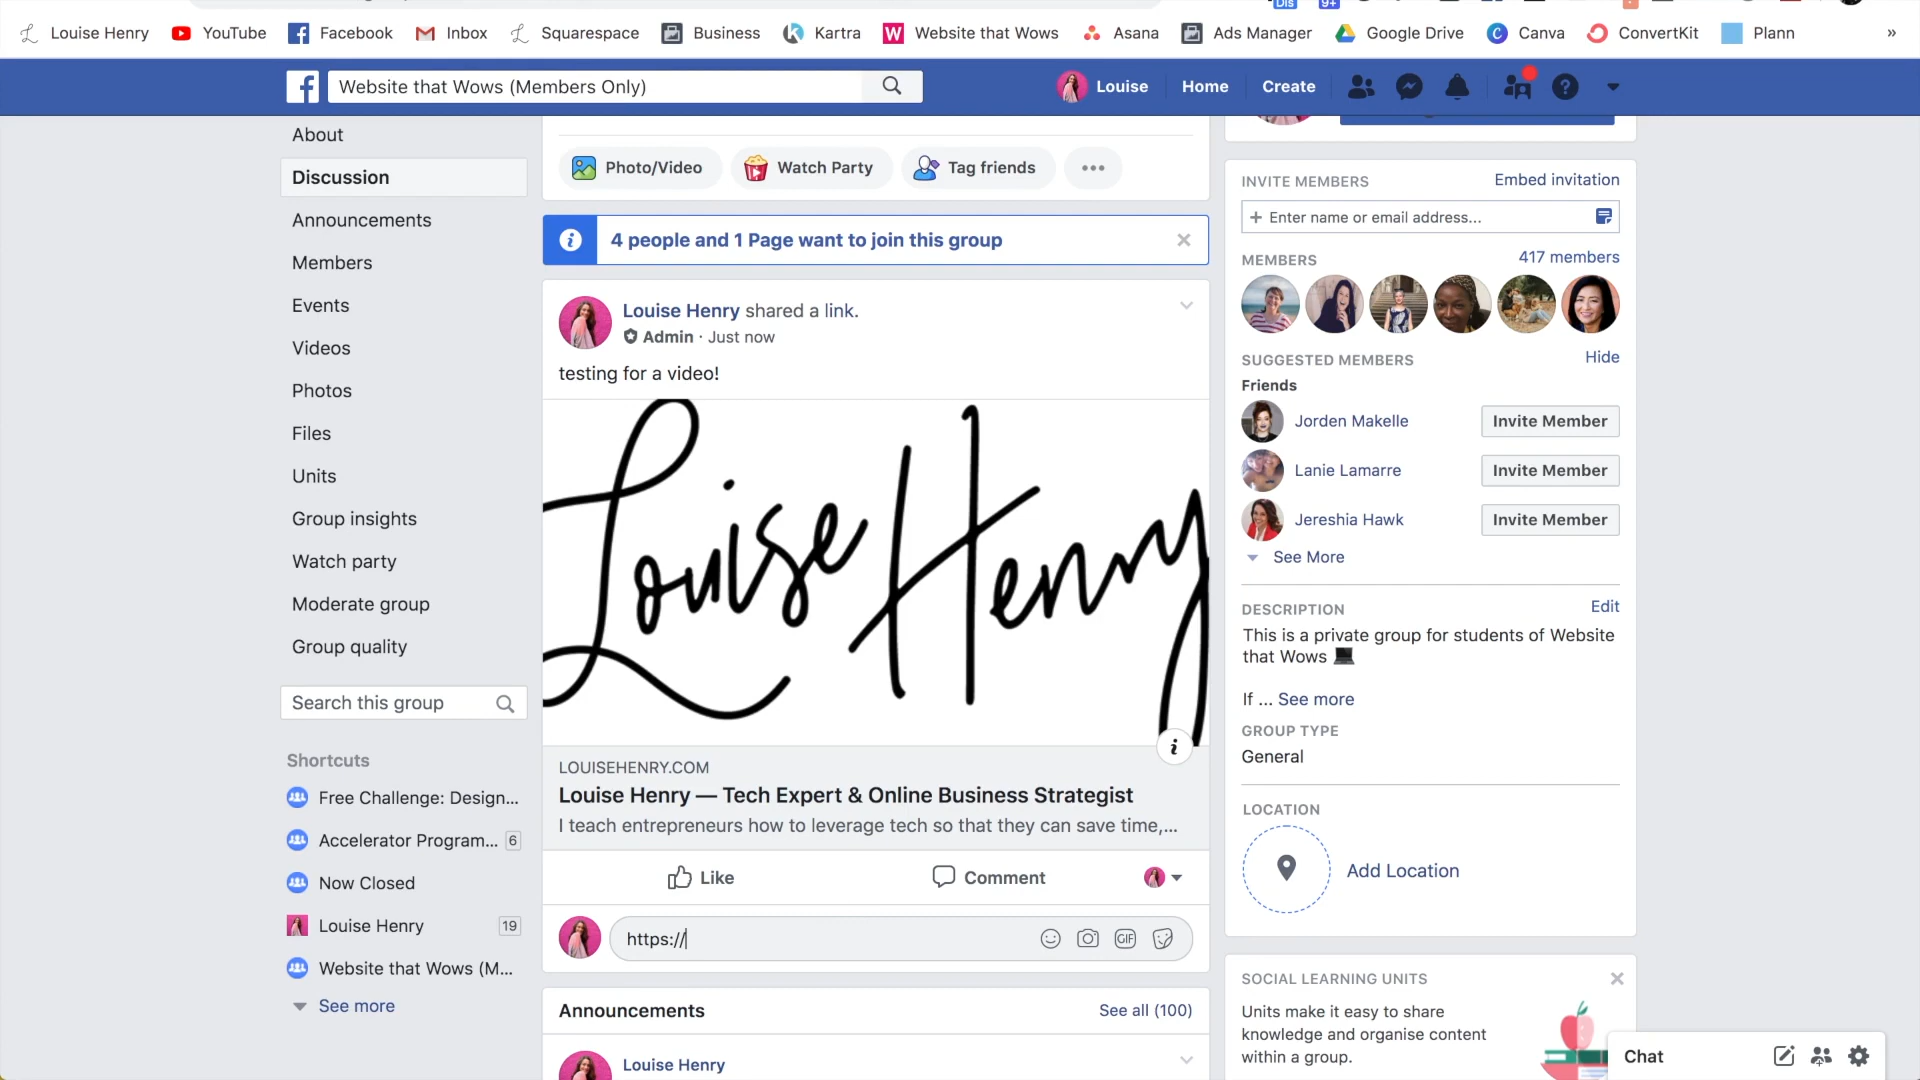 Louise Henry
YouTube
Facebook
Inbox
Squarespace
Business
Kartra
Website that Wows
Asana
Ads Manager
Google Drive
Canva
ConvertKit
Plann
»
Website that Wows (Members Only)
Louise
Home
Create
About
Discussion
Announcements
Members
Events
Videos
Photos
Files
Units
Group insights
Watch party
Moderate group
Group quality
Search this group
Shortcuts
Free Challenge: Design...
Accelerator Program... 6
Now Closed
Louise Henry 19
Website that Wows (M...
See more
Photo/Video
Watch Party
Tag friends
4 people and 1 Page want to join this group
Louise Henry shared a link.
Admin · Just now
testing for a video!
Louise Henry
LOUISEHENRY.COM
Louise Henry — Tech Expert & Online Business Strategist
I teach entrepreneurs how to leverage tech so that they can save time,...
Like
Comment
https://
GIF
Announcements
See all (100)
Louise Henry
INVITE MEMBERS
Embed invitation
+ Enter name or email address...
MEMBERS
417 members
SUGGESTED MEMBERS
Hide
Friends
Jorden Makelle
Invite Member
Lanie Lamarre
Invite Member
Jereshia Hawk
Invite Member
See More
DESCRIPTION
Edit
This is a private group for students of Website
that Wows 💻
If ... See more
GROUP TYPE
General
LOCATION
Add Location
SOCIAL LEARNING UNITS
Units make it easy to share
knowledge and organise content
within a group.
Chat